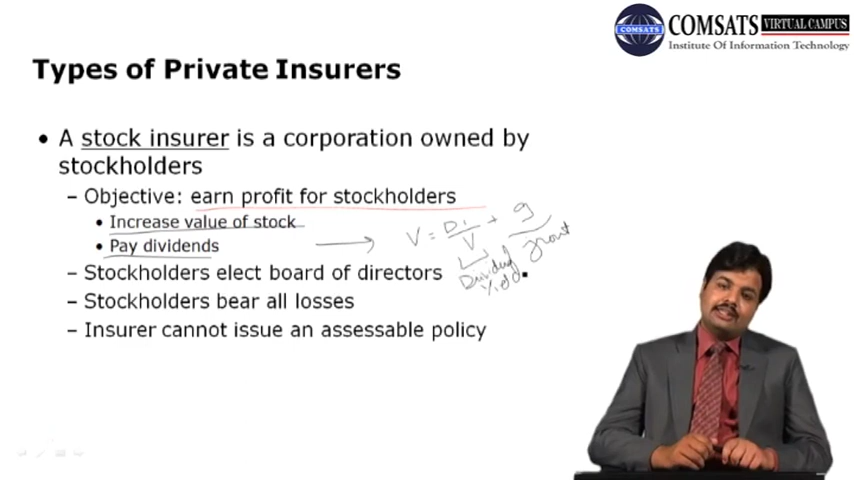 COMSATS VIRTUAL CAMPUS
COMSATS
Institute Of Information Technology
Types of Private Insurers
• A stock insurer is a corporation owned by
stockholders
– Objective: earn profit for stockholders
• Increase value of stock
• Pay dividends
V = D1/V + g
Dividend
Yield
– Stockholders elect board of directors
– Stockholders bear all losses
– Insurer cannot issue an assessable policy